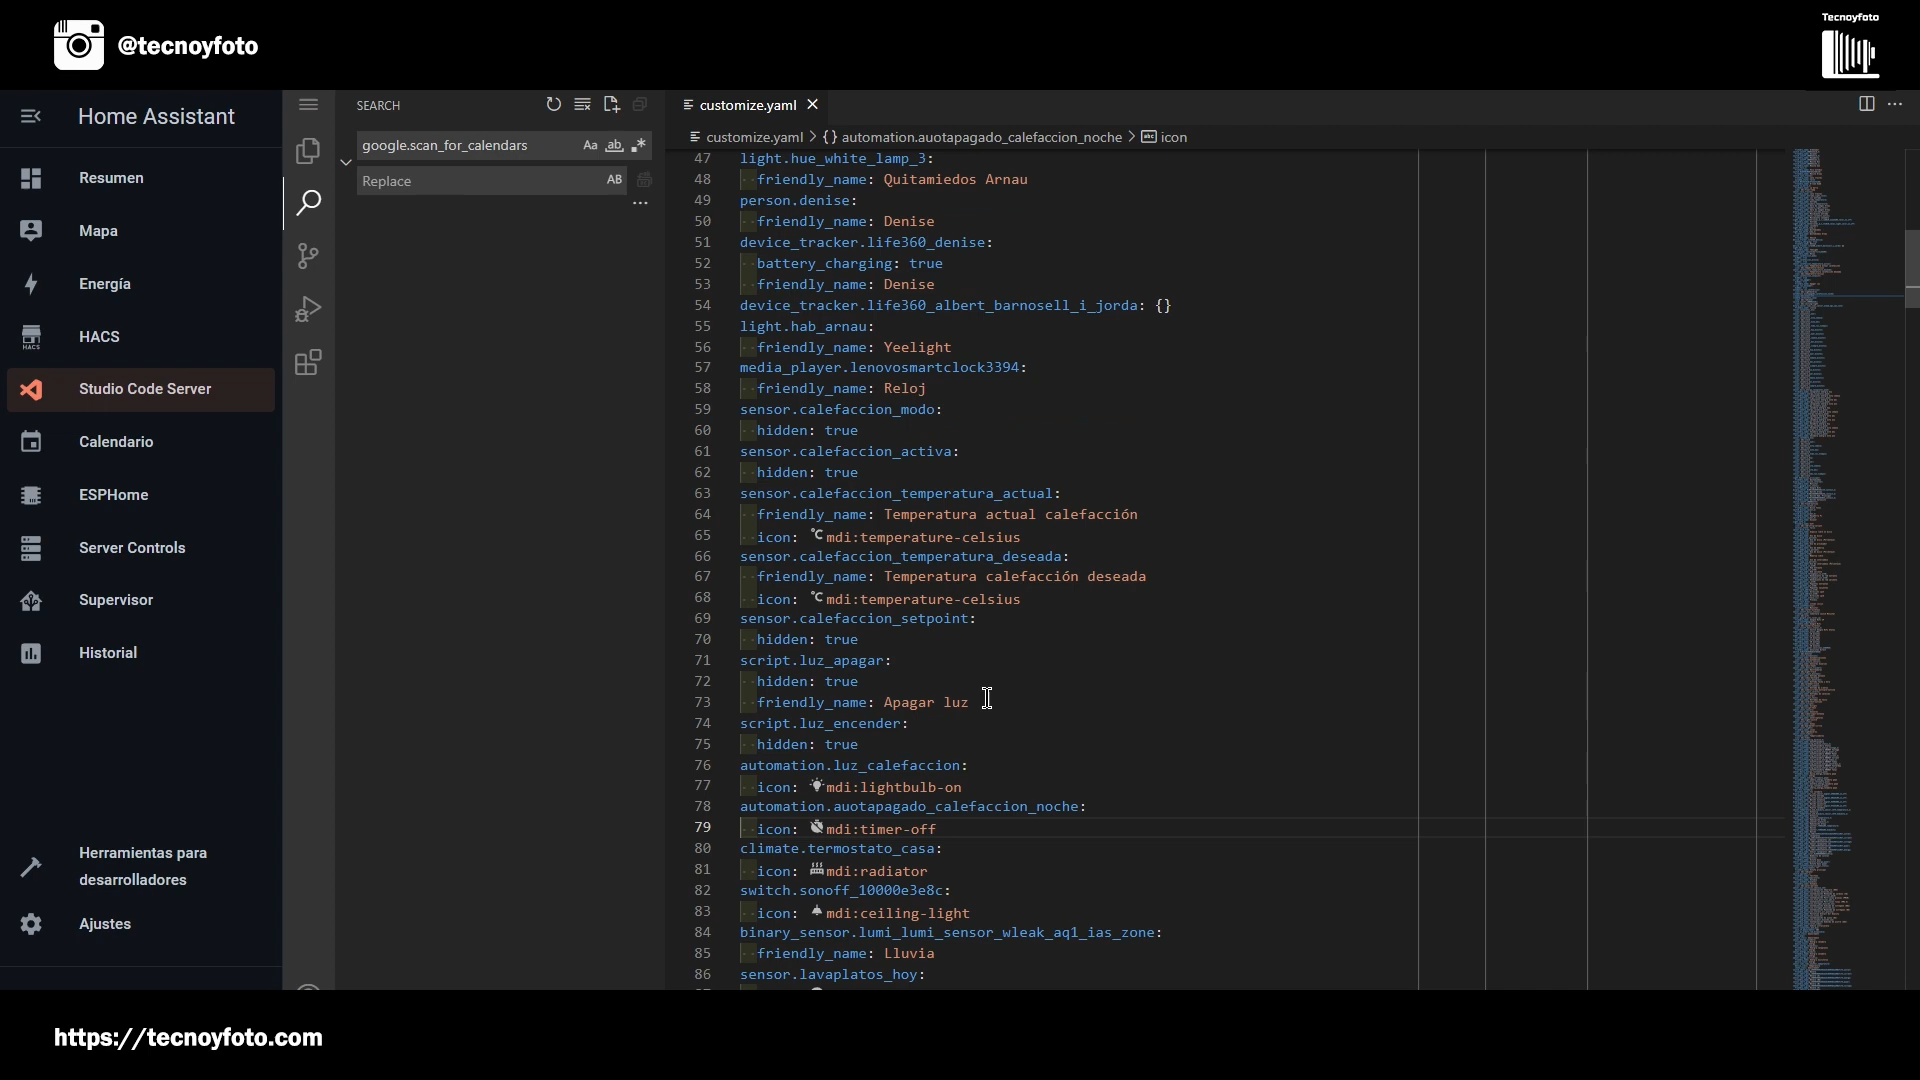 @tecnoyfoto
Tecnoyfoto
Home Assistant
Resumen
Mapa
Energía
HACS
HACS
Studio Code Server
Calendario
ESPHome
Server Controls
Supervisor
Historial
Herramientas para
desarrolladores
Ajustes
SEARCH
google.scan_for_calendars Aa ab
Replace AB
customize.yaml
customize.yaml > {} automation.auotapagado_calefaccion_noche > abc icon
47 light.hue_white_lamp_3:
48 friendly_name: Quitamiedos Arnau
49 person.denise:
50 friendly_name: Denise
51 device_tracker.life360_denise:
52 battery_charging: true
53 friendly_name: Denise
54 device_tracker.life360_albert_barnosell_i_jorda: {}
55 light.hab_arnau:
56 friendly_name: Yeelight
57 media_player.lenovosmartclock3394:
58 friendly_name: Reloj
59 sensor.calefaccion_modo:
60 hidden: true
61 sensor.calefaccion_activa:
62 hidden: true
63 sensor.calefaccion_temperatura_actual:
64 friendly_name: Temperatura actual calefacción
65 icon: °C mdi:temperature-celsius
66 sensor.calefaccion_temperatura_deseada:
67 friendly_name: Temperatura calefacción deseada
68 icon: °C mdi:temperature-celsius
69 sensor.calefaccion_setpoint:
70 hidden: true
71 script.luz_apagar:
72 hidden: true
73 friendly_name: Apagar luz
74 script.luz_encender:
75 hidden: true
76 automation.luz_calefaccion:
77 icon: mdi:lightbulb-on
78 automation.auotapagado_calefaccion_noche:
79 icon: mdi:timer-off
80 climate.termostato_casa:
81 icon: mdi:radiator
82 switch.sonoff_10000e3e8c:
83 icon: mdi:ceiling-light
84 binary_sensor.lumi_lumi_sensor_wleak_aq1_ias_zone:
85 friendly_name: Lluvia
86 sensor.lavaplatos_hoy:
https://tecnoyfoto.com